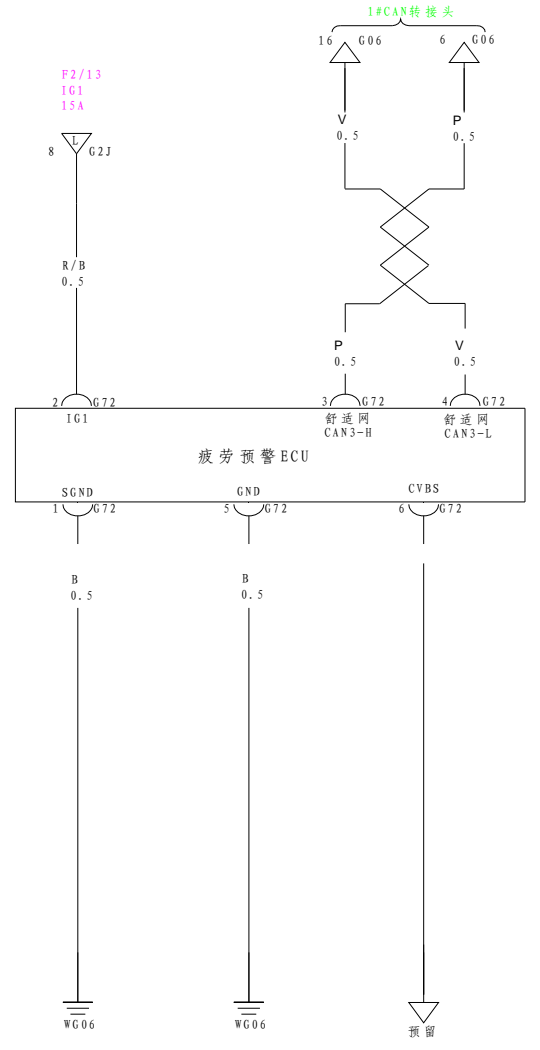 1#CAN转接头
16 G06 6 G06
F2/13
IG1
15A
V P
0.5 0.5
L
8 G2J
R/B
0.5
P V
0.5 0.5
2 G72 3 G72 4 G72
IG1 舒适网 舒适网
CAN3-H CAN3-L
疲劳预警ECU
SGND GND CVBS
1 G72 5 G72 6 G72
B B
0.5 0.5
WG06 WG06 预留